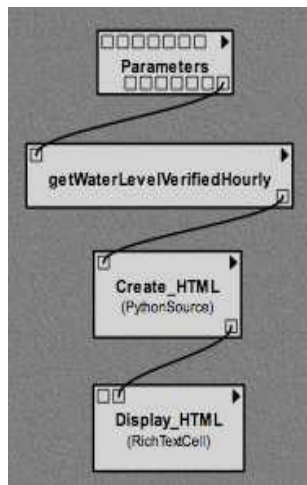 Parameters
getWaterLevelVerifiedHourly
Create_HTML
(PythonSource)
Display_HTML
(RichTextCell)